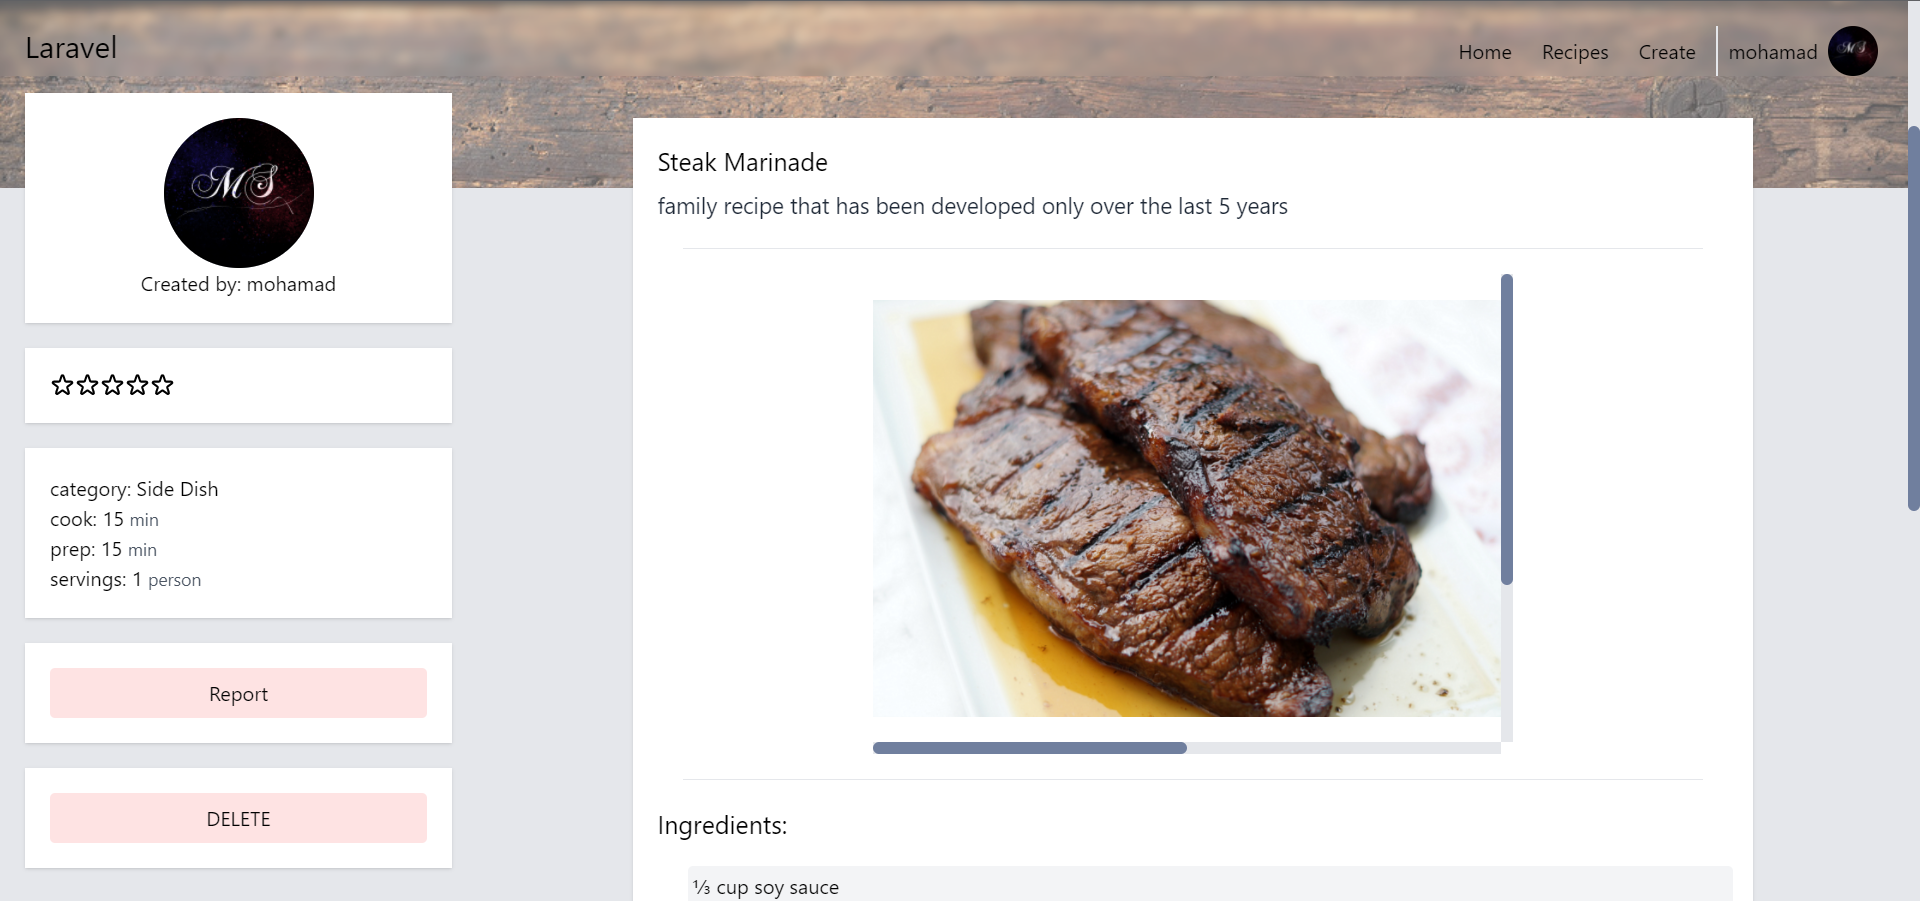 Laravel
Home
Recipes
Create
mohamad
MS
MS
Created by: mohamad
category: Side Dish
cook: 15 min
prep: 15 min
servings: 1 person
Report
DELETE
Steak Marinade
family recipe that has been developed only over the last 5 years
Ingredients:
⅓ cup soy sauce